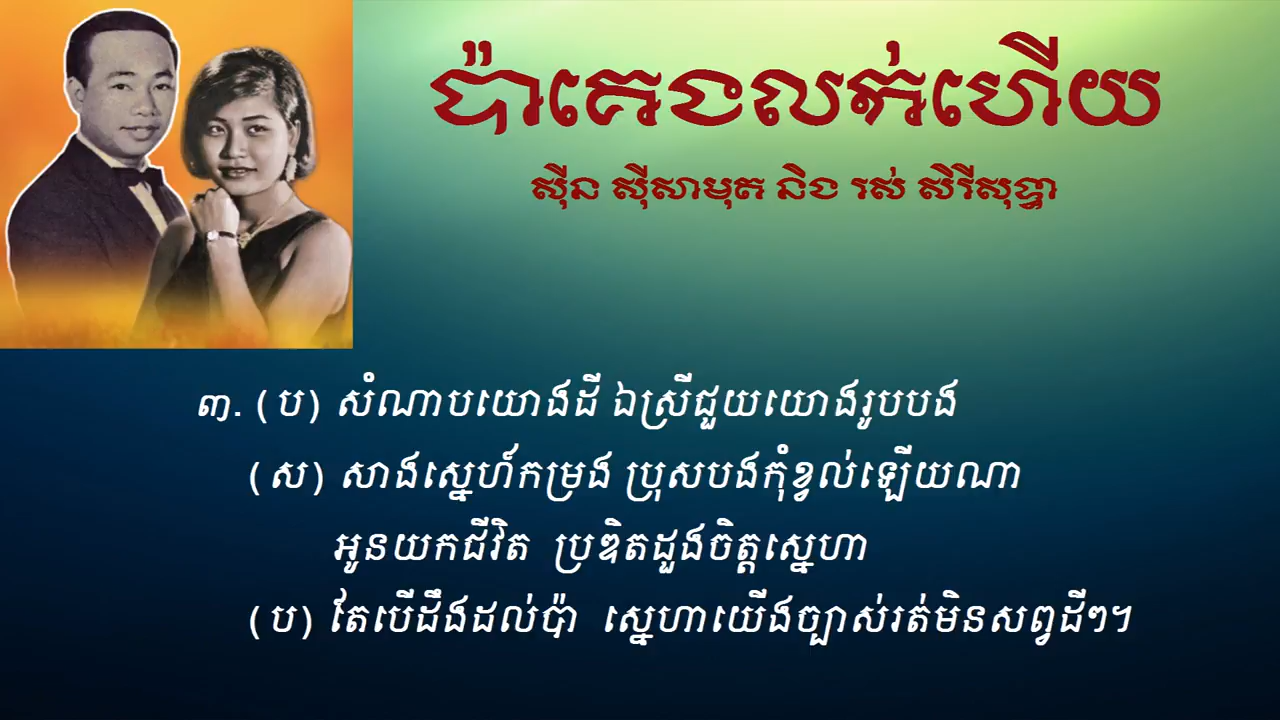 ប៉ាគេងលក់ហើយ
ស៊ីន ស៊ីសាមុត និង រស់ សិរីសុទ្ធា
៣. (ប) សំណាបយោងដី ឯស្រីជួយយោងរូបបង
(ស) សាងស្នេហ៍កម្រង ប្រុសបងកុំខ្វល់ឡើយណា
អូនយកជីវិត ប្រឌិតដួងចិត្តស្នេហា
(ប) តែបើដឹងដល់ប៉ា ស្នេហាយើងច្បាស់រត់មិនសព្វដីៗ។